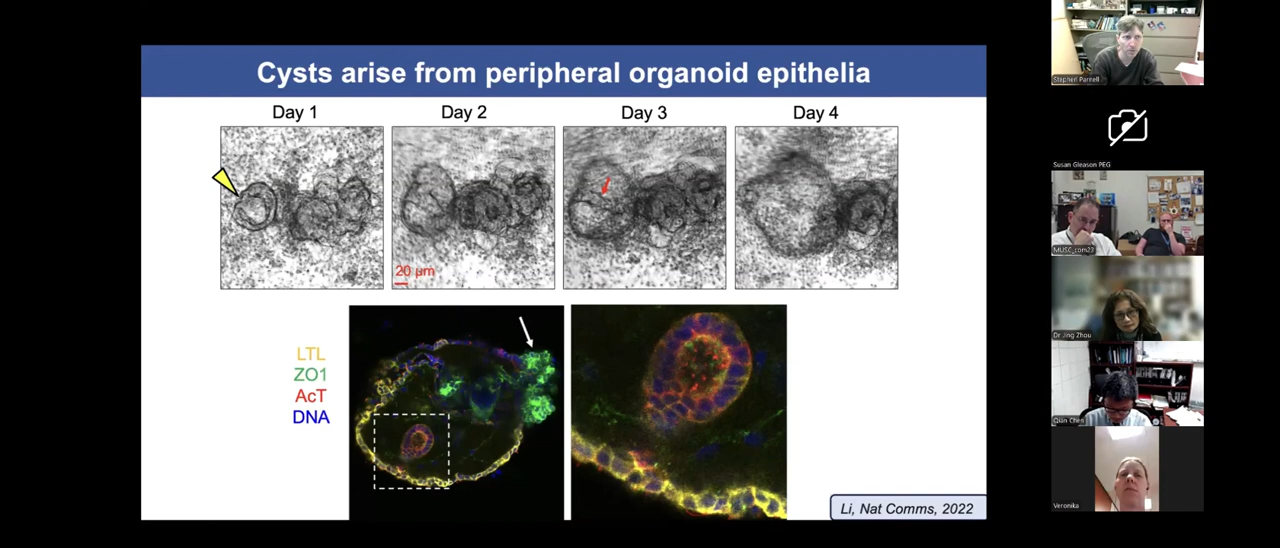 Cysts arise from peripheral organoid epithelia
Day 1
Day 2
Day 3
Day 4
20 μm
LTL
ZO1
AcT
DNA
Li, Nat Comms, 2022
Stephen Parnell
Susan Gleason PEG
MUSC_com22
Dr Jing Zhou
Qian Chen
Veronika